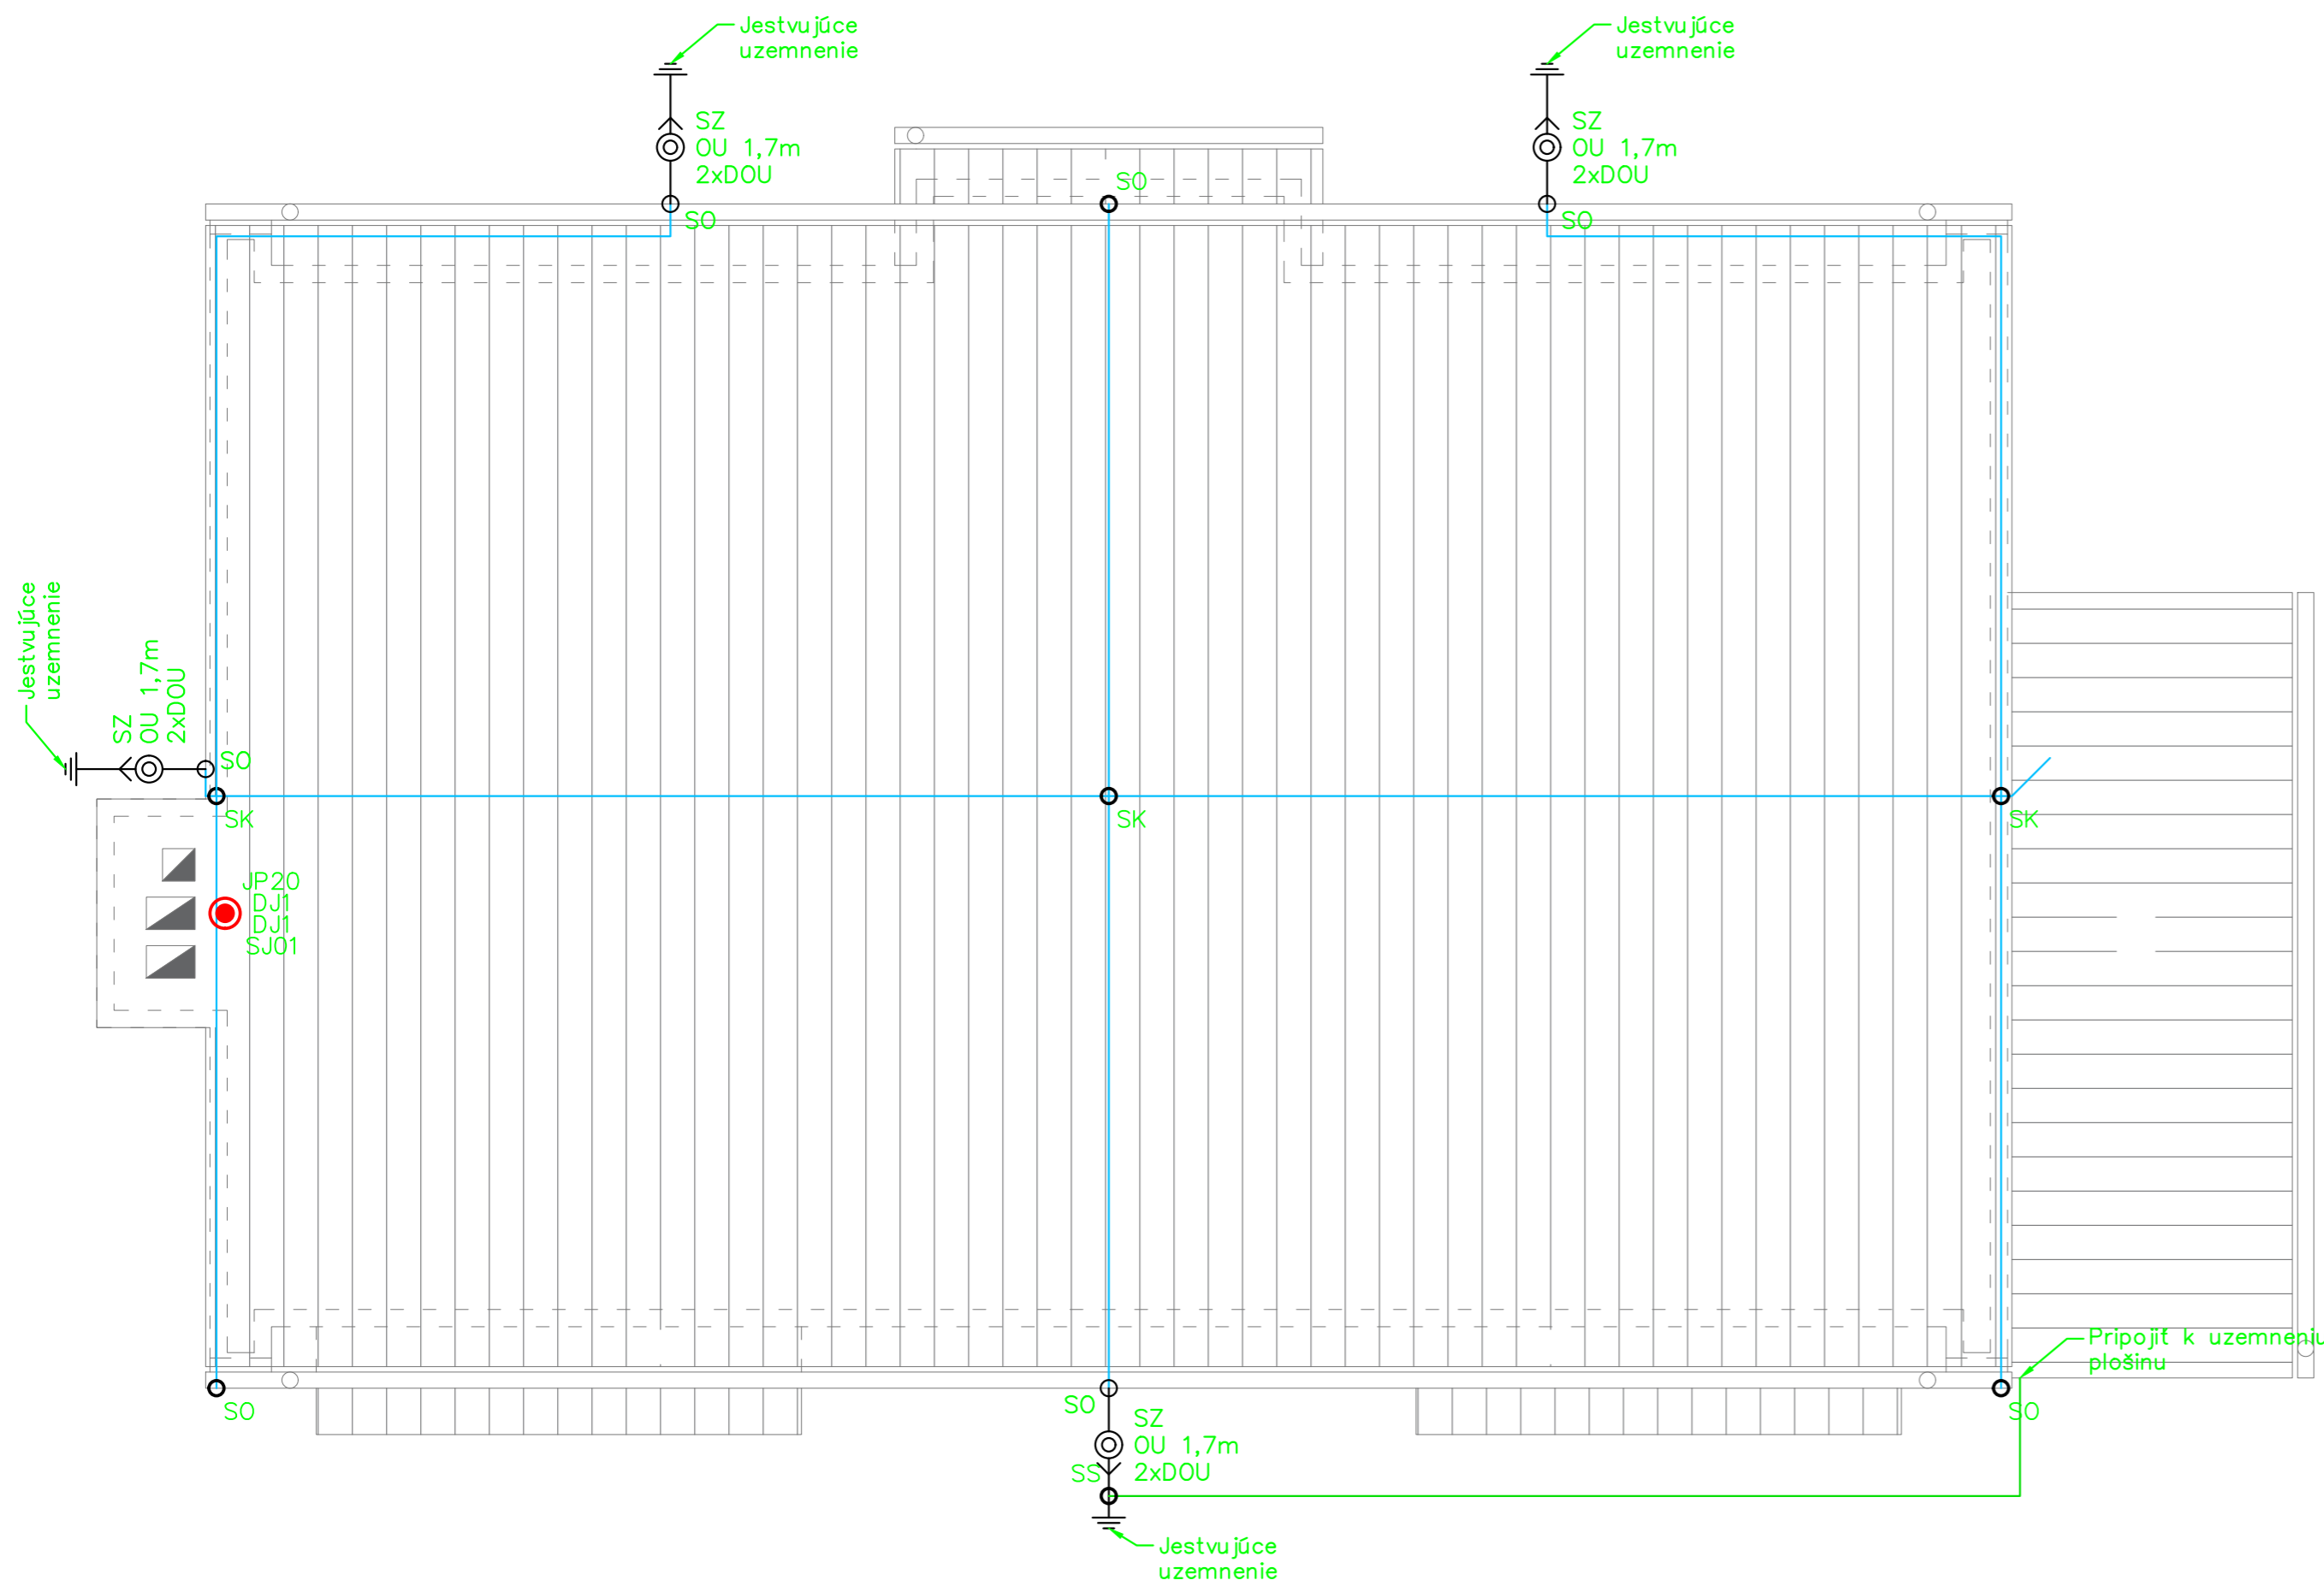 Jestvujúce
uzemnenie
Jestvujúce
uzemnenie
SZ
OU 1,7m
2xDOU
SZ
OU 1,7m
2xDOU
SO
SO
SO
Jestvujúce
uzemnenie
SZ
OU 1,7m
2xDOU
SO
SK
SK
SK
JP20
DJ1
DJ1
SJ01
Pripojiť k uzemneniu
plošinu
SO
SO
SO
SZ
OU 1,7m
2xDOU
SS
Jestvujúce
uzemnenie